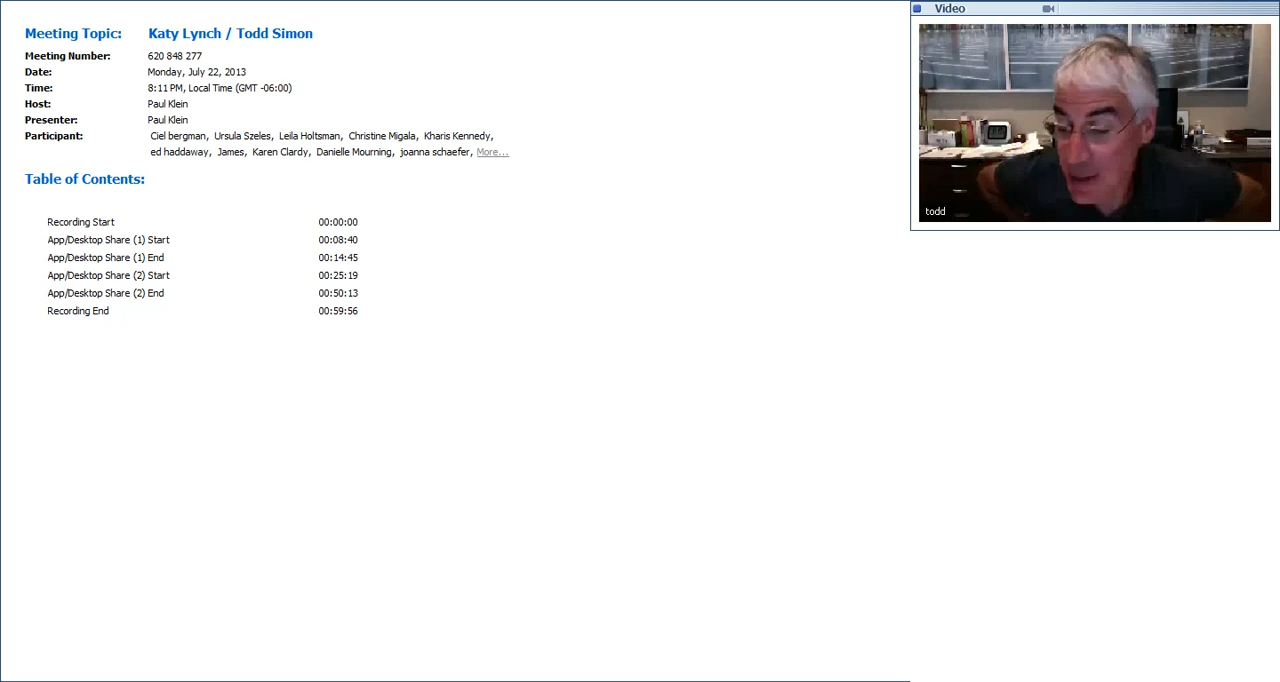 Meeting Topic: Katy Lynch / Todd Simon
Meeting Number: 620 848 277
Date: Monday, July 22, 2013
Time: 8:11 PM, Local Time (GMT -06:00)
Host: Paul Klein
Presenter: Paul Klein
Participant: Ciel bergman, Ursula Szeles, Leila Holtsman, Christine Migala, Kharis Kennedy,
ed haddaway, James, Karen Clardy, Danielle Mourning, joanna schaefer, More...
Table of Contents:
Recording Start 00:00:00
App/Desktop Share (1) Start 00:08:40
App/Desktop Share (1) End 00:14:45
App/Desktop Share (2) Start 00:25:19
App/Desktop Share (2) End 00:50:13
Recording End 00:59:56
Video
todd